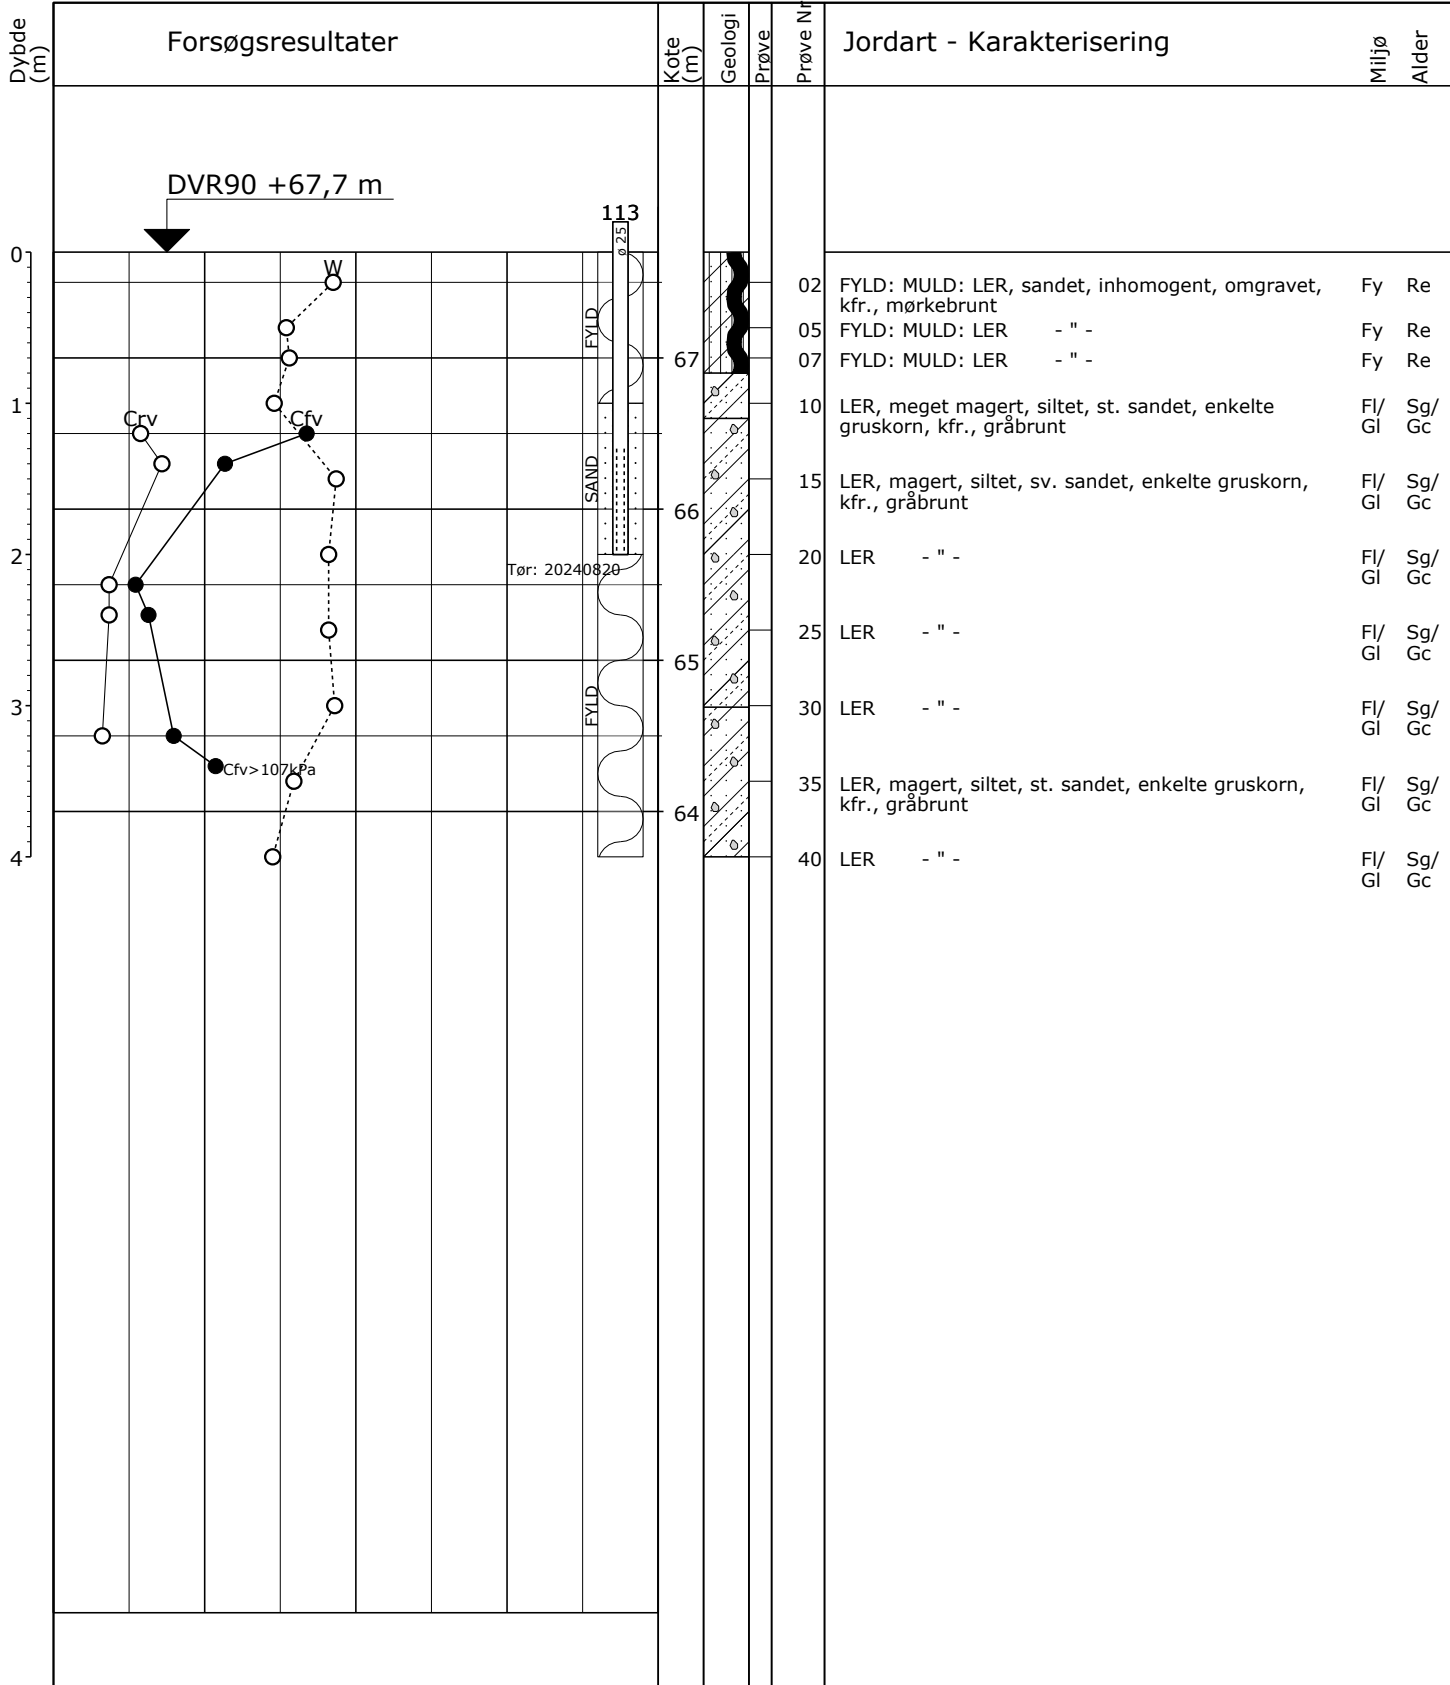 Dybde
(m)
Forsøgsresultater
Kote
(m)
Geologi
Prøve
Prøve Nr
Jordart - Karakterisering
Miljø
Alder
DVR90 +67,7 m
113
ø 25
0
W
FYLD
02 FYLD: MULD: LER, sandet, inhomogent, omgravet, Fy Re
kfr., mørkebrunt
05 FYLD: MULD: LER - " - Fy Re
67
07 FYLD: MULD: LER - " - Fy Re
1
Crv
Cfv
10 LER, meget magert, siltet, st. sandet, enkelte Fl/ Sg/
gruskorn, kfr., gråbrunt Gl Gc
SAND
15 LER, magert, siltet, sv. sandet, enkelte gruskorn, Fl/ Sg/
kfr., gråbrunt Gl Gc
66
2
Tør: 20240820
20 LER - " - Fl/ Sg/
Gl Gc
25 LER - " - Fl/ Sg/
Gl Gc
65
3
FYLD
30 LER - " - Fl/ Sg/
Gl Gc
Cfv>107kPa
35 LER, magert, siltet, st. sandet, enkelte gruskorn, Fl/ Sg/
kfr., gråbrunt Gl Gc
64
4
40 LER - " - Fl/ Sg/
Gl Gc